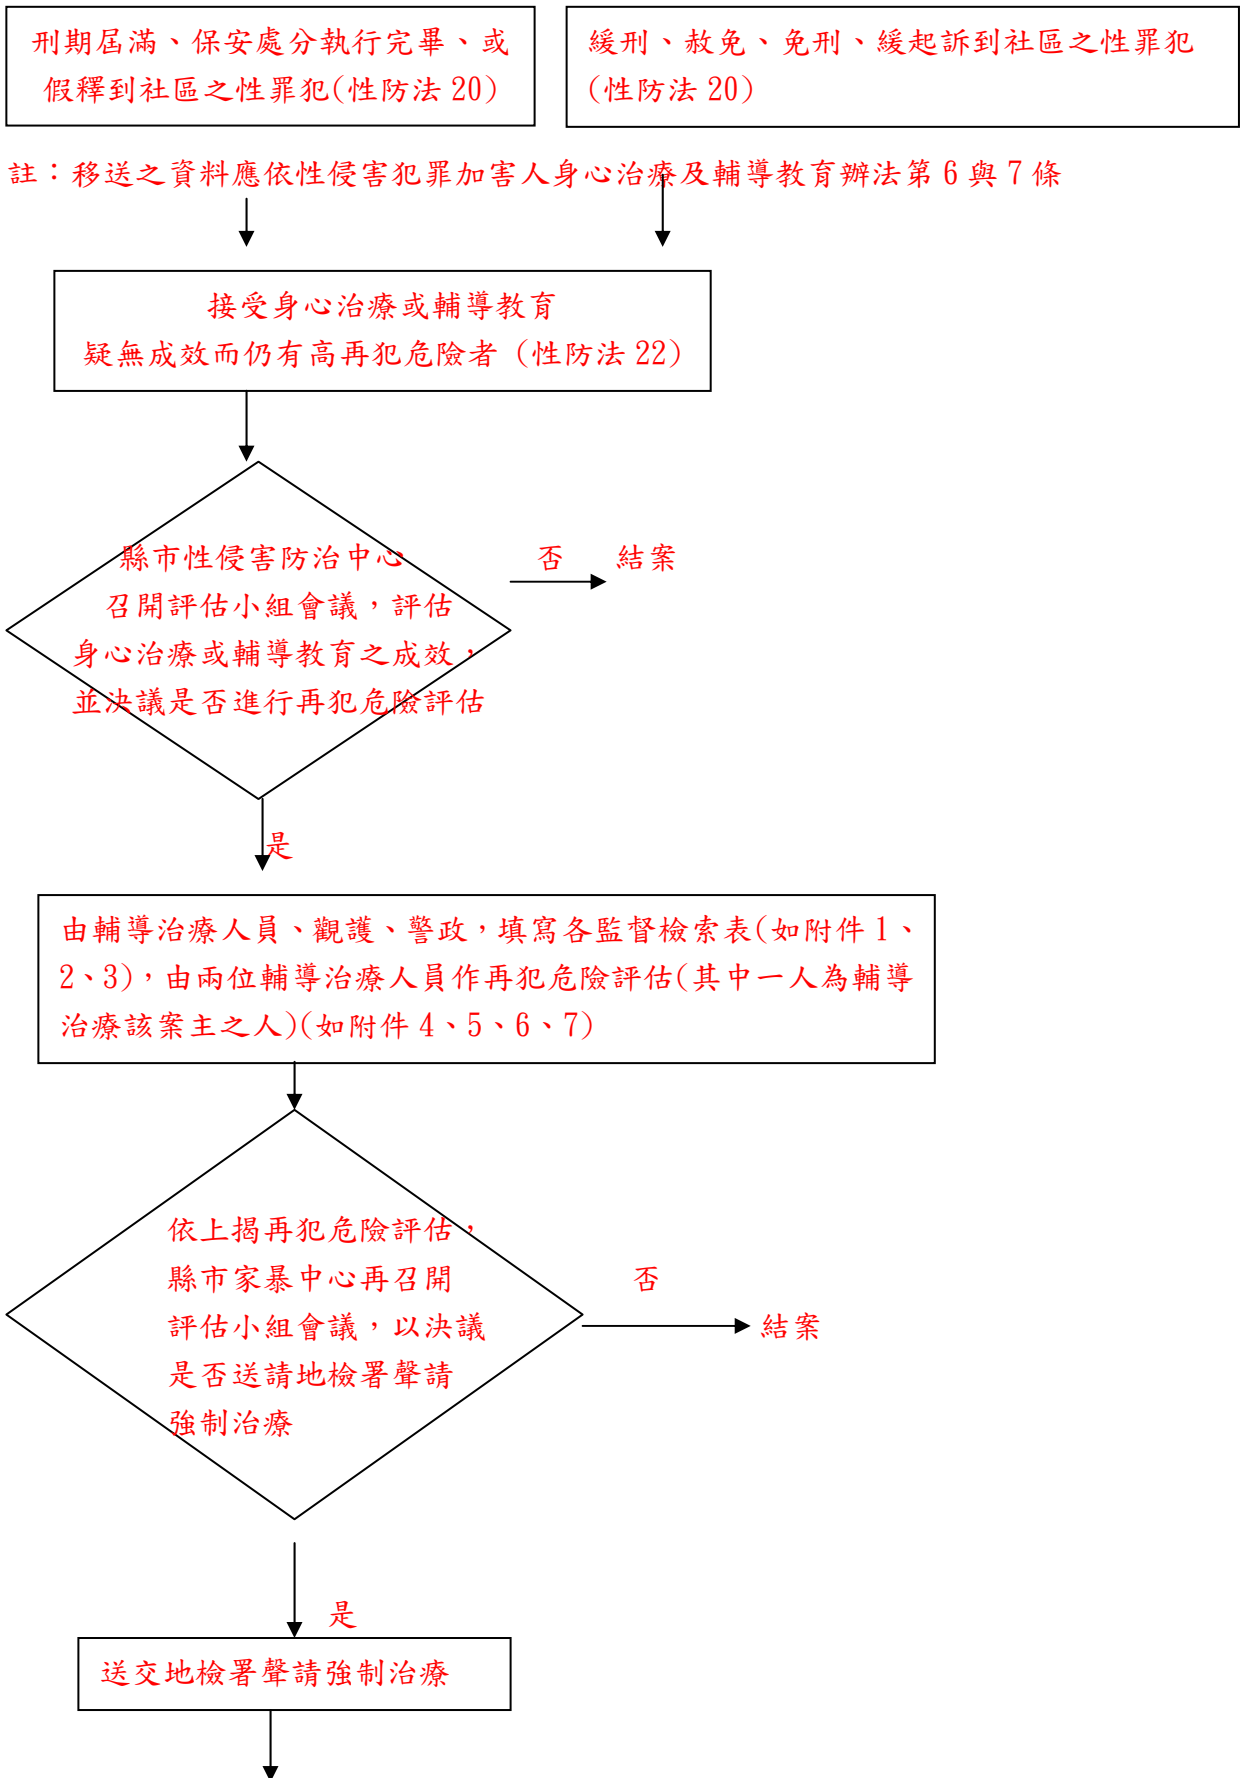 刑期屆滿、保安處分執行完畢、或
假釋到社區之性罪犯(性防法 20)
緩刑、赦免、免刑、緩起訴到社區之性罪犯
(性防法 20)
註：移送之資料應依性侵害犯罪加害人身心治療及輔導教育辦法第 6 與 7 條
接受身心治療或輔導教育
疑無成效而仍有高再犯危險者 (性防法 22)
縣市性侵害防治中心
召開評估小組會議，評估
身心治療或輔導教育之成效，
並決議是否進行再犯危險評估
否
結案
是
由輔導治療人員、觀護、警政，填寫各監督檢索表(如附件 1、
2、3)，由兩位輔導治療人員作再犯危險評估(其中一人為輔導
治療該案主之人)(如附件 4、5、6、7)
依上揭再犯危險評估，
縣市家暴中心再召開
評估小組會議，以決議
是否送請地檢署聲請
強制治療
否
結案
是
送交地檢署聲請強制治療